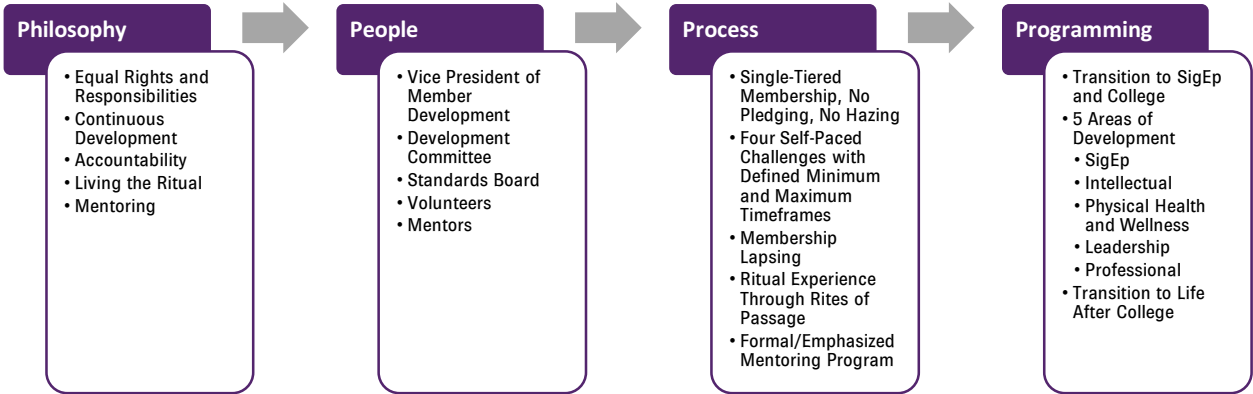 Philosophy
• Equal Rights and
Responsibilities
• Continuous
Development
• Accountability
• Living the Ritual
• Mentoring
People
• Vice President of
Member
Development
• Development
Committee
• Standards Board
• Volunteers
• Mentors
Process
• Single-Tiered
Membership, No
Pledging, No Hazing
• Four Self-Paced
Challenges with
Defined Minimum
and Maximum
Timeframes
• Membership
Lapsing
• Ritual Experience
Through Rites of
Passage
• Formal/Emphasized
Mentoring Program
Programming
• Transition to SigEp
and College
• 5 Areas of
Development
• SigEp
• Intellectual
• Physical Health
and Wellness
• Leadership
• Professional
• Transition to Life
After College